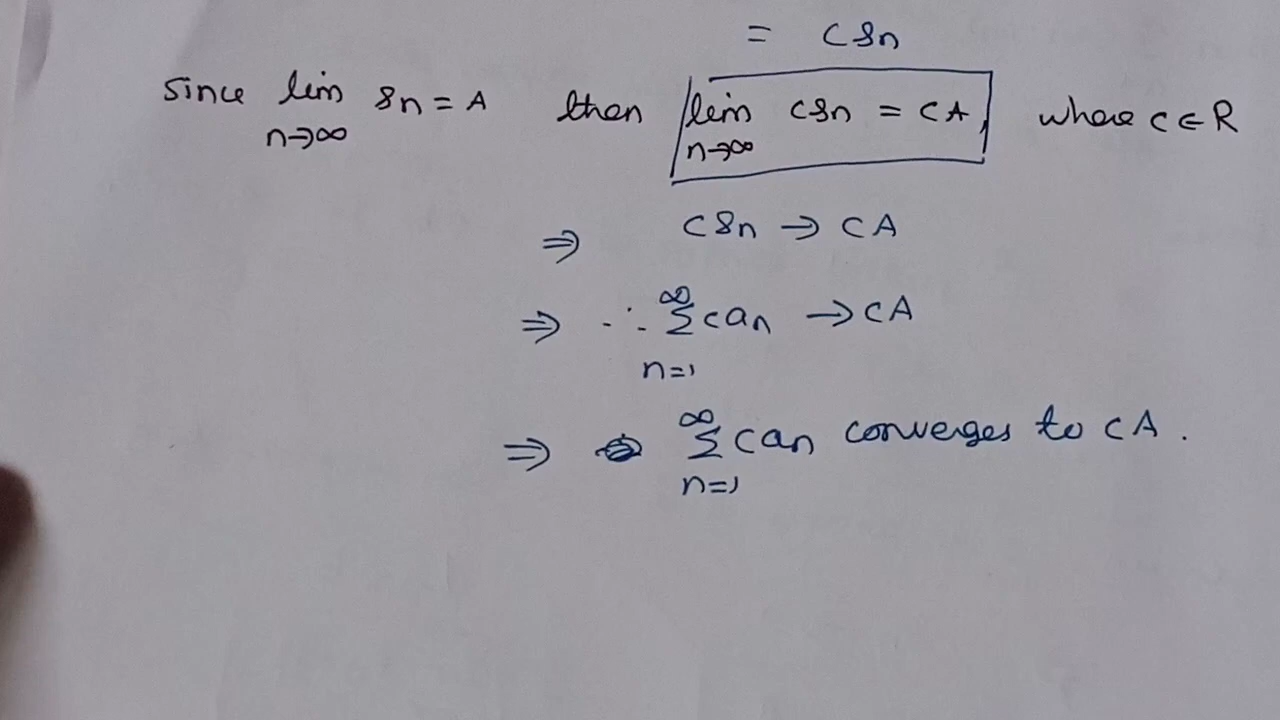 = CSn
Since lim n→∞ Sn = A then lim n→∞ CSn = CA, where C ∈ R
⇒ CSn → CA
⇒ ∴ ∞ Σ n=1 can → CA
⇒ ∞ Σ n=1 can converges to CA.